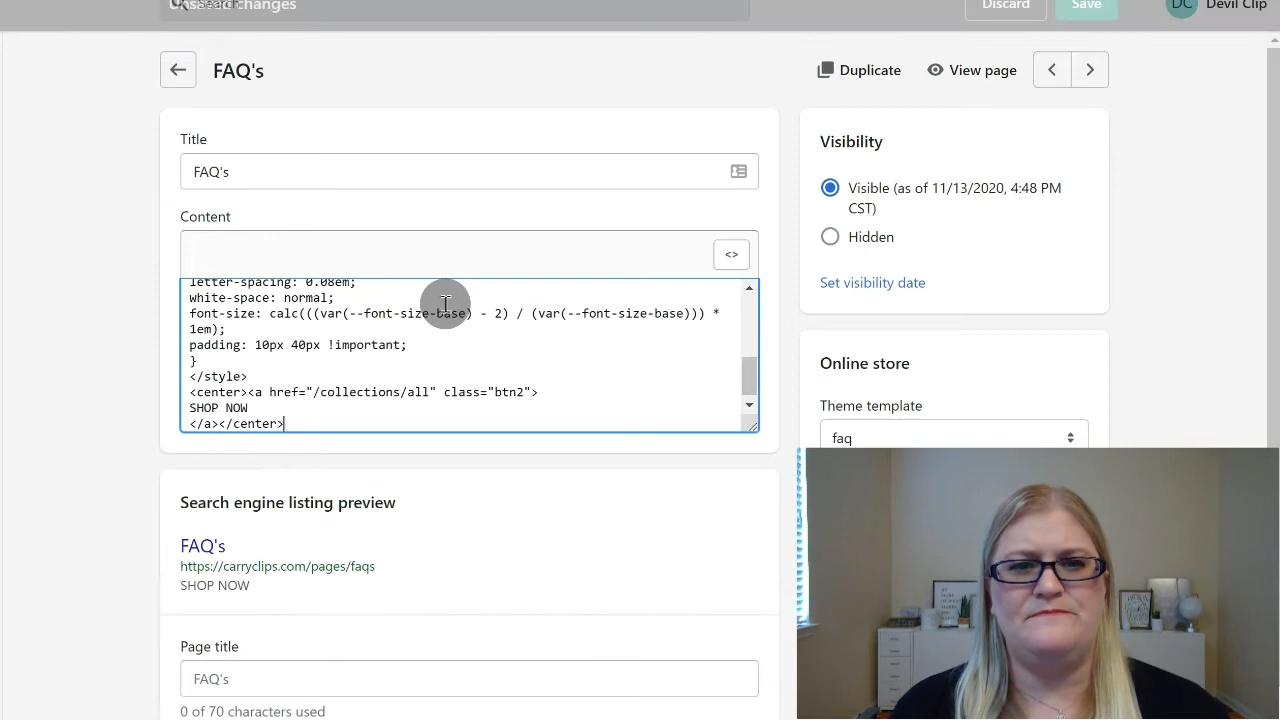 Unsaved changes
Discard
Save
DC
Devil Clip
FAQ's
Duplicate
View page
Title
FAQ's
Content
<>
letter-spacing: 0.08em;
white-space: normal;
font-size: calc(((var(--font-size-base) - 2) / (var(--font-size-base))) *
1em);
padding: 10px 40px !important;
}
</style>
<center><a href="/collections/all" class="btn2">
SHOP NOW
</a></center>
Visibility
Visible (as of 11/13/2020, 4:48 PM
CST)
Hidden
Set visibility date
Online store
Theme template
faq
Search engine listing preview
FAQ's
https://carryclips.com/pages/faqs
SHOP NOW
Page title
FAQ's
0 of 70 characters used